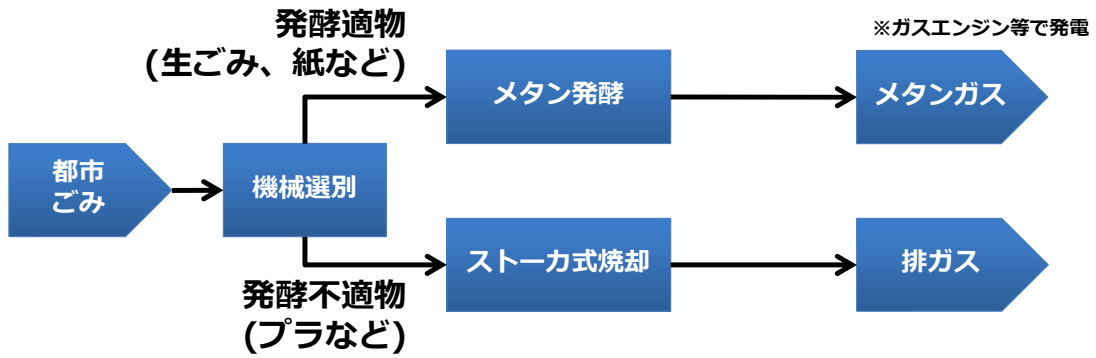 発酵適物
(生ごみ、紙など)
※ガスエンジン等で発電
メタン発酵
メタンガス
都市
ごみ
機械選別
ストーカ式焼却
排ガス
発酵不適物
(プラなど)